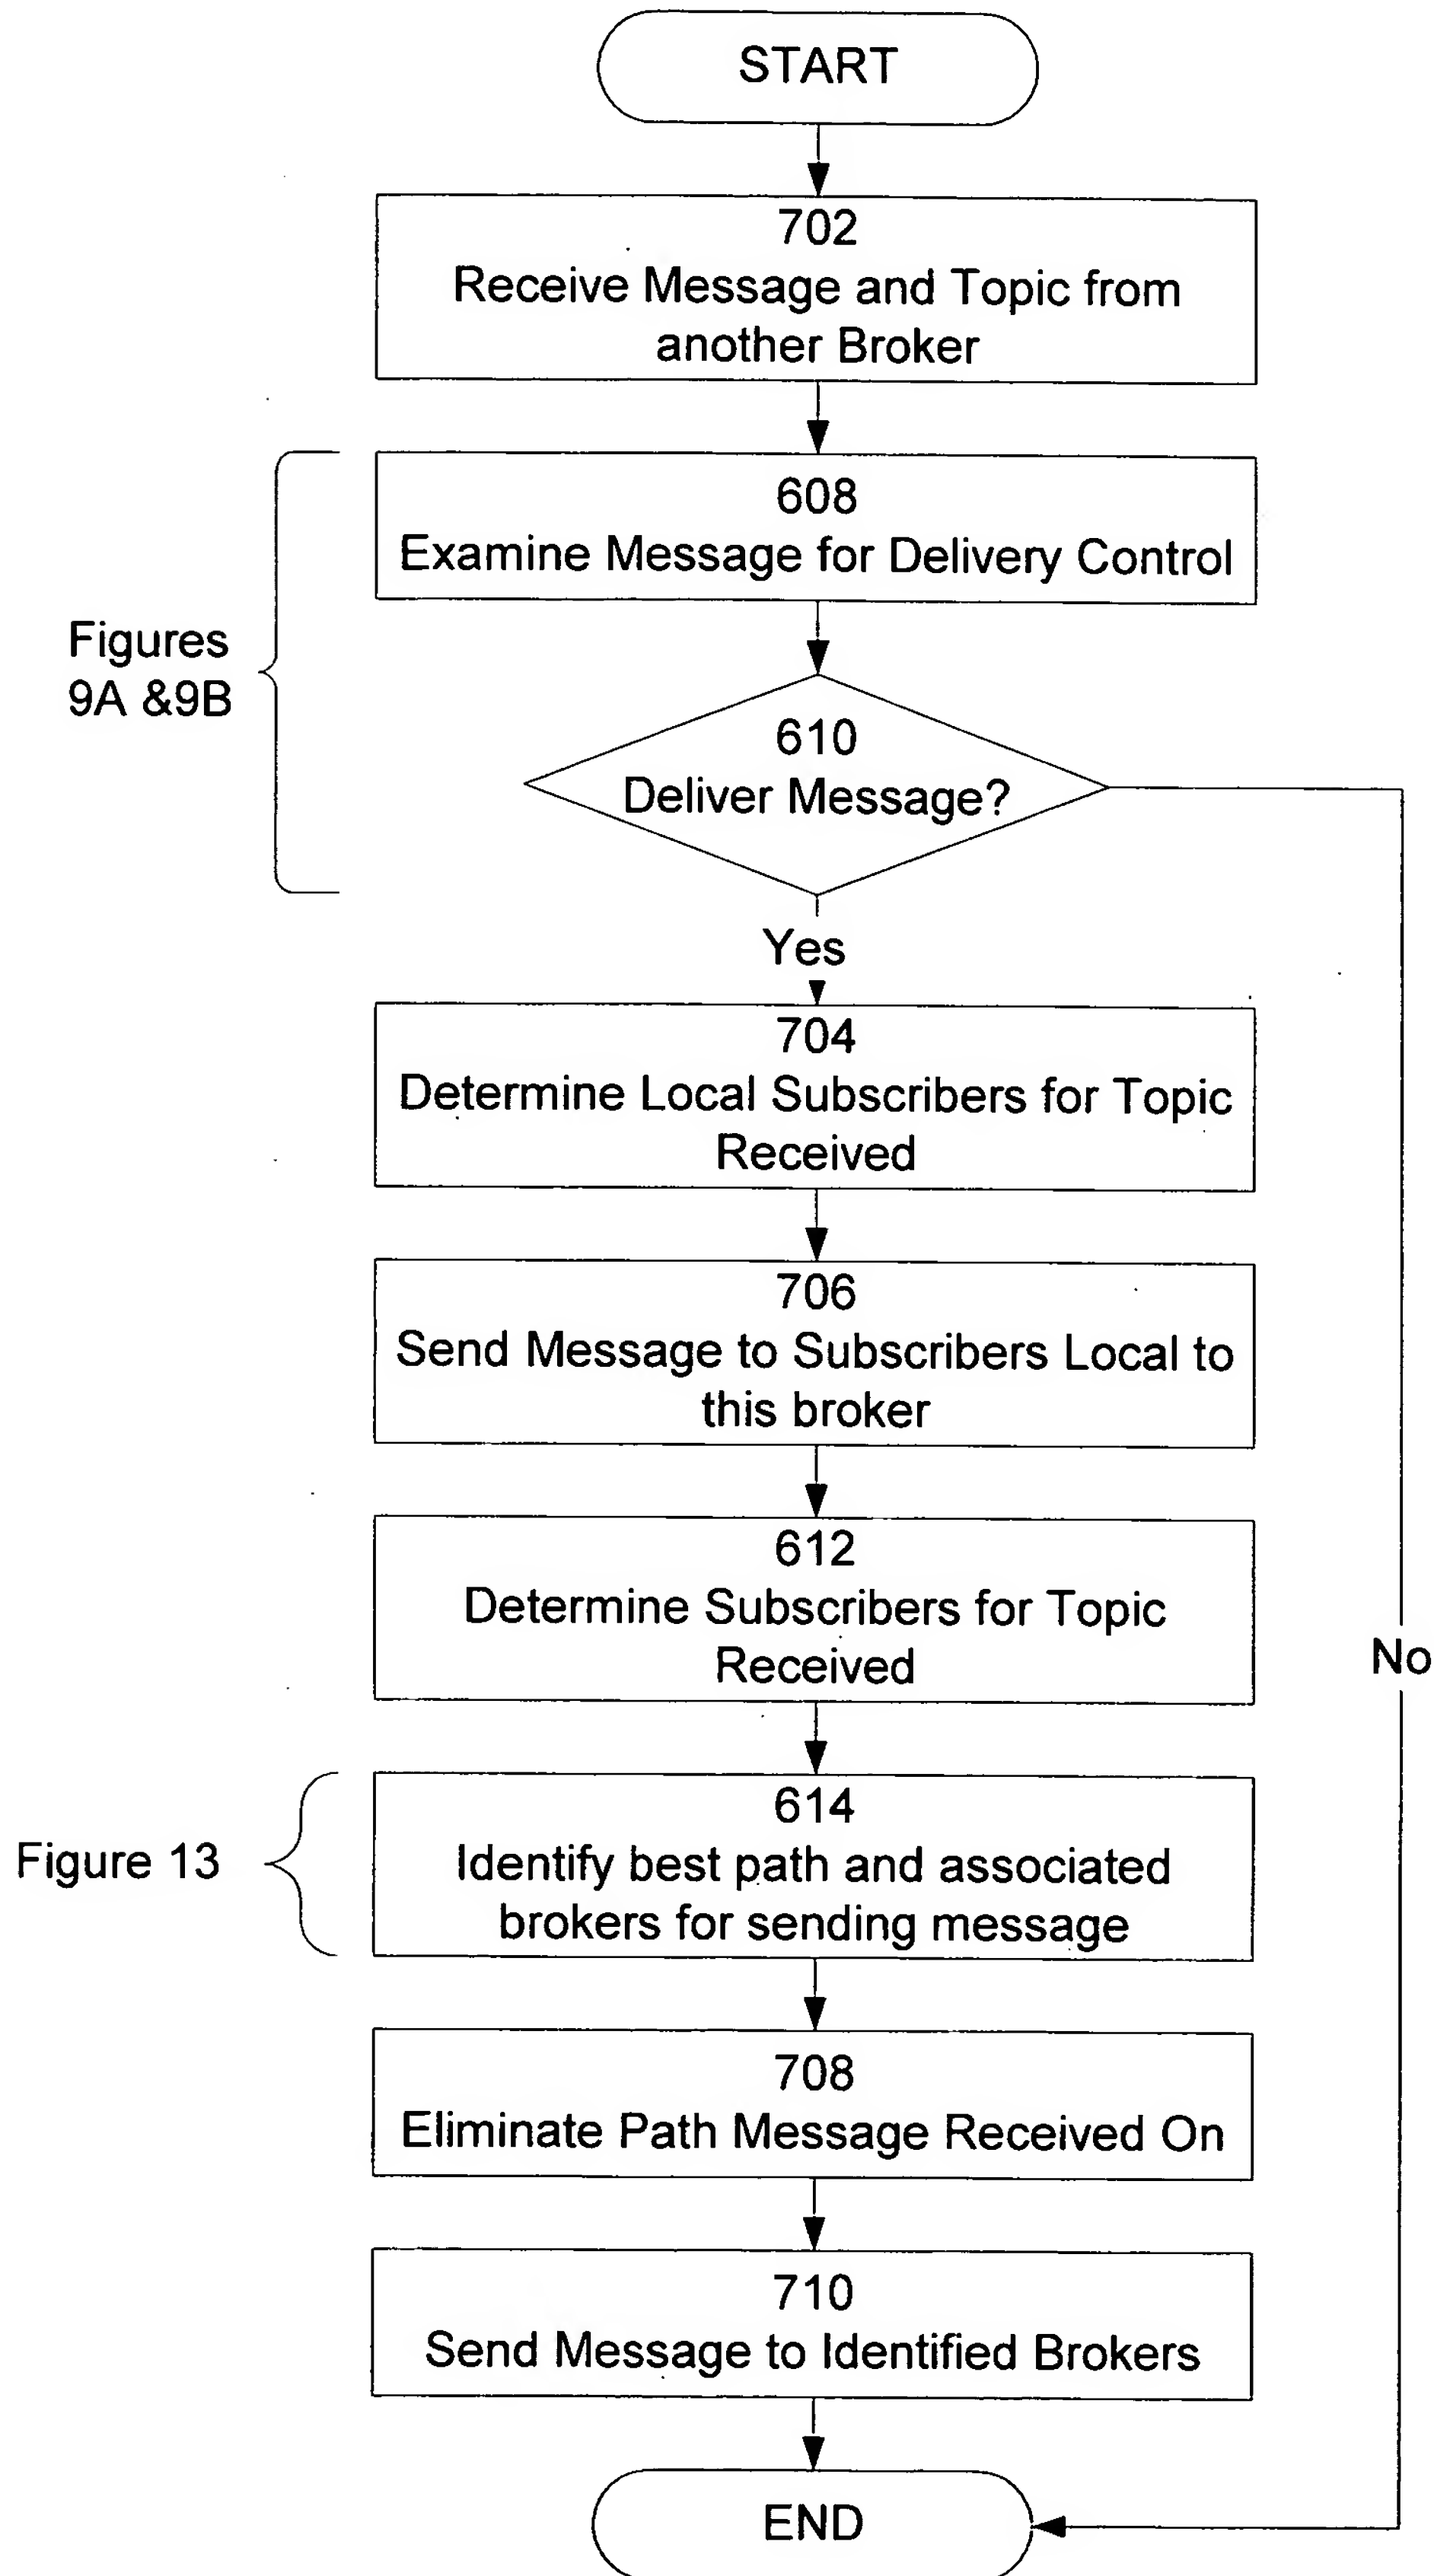 START
702
Receive Message and Topic from
another Broker
608
Examine Message for Delivery Control
Figures
9A &9B
610
Deliver Message?
Yes
704
Determine Local Subscribers for Topic
Received
706
Send Message to Subscribers Local to
this broker
612
Determine Subscribers for Topic
Received
No
614
Identify best path and associated
brokers for sending message
Figure 13
708
Eliminate Path Message Received On
710
Send Message to Identified Brokers
END